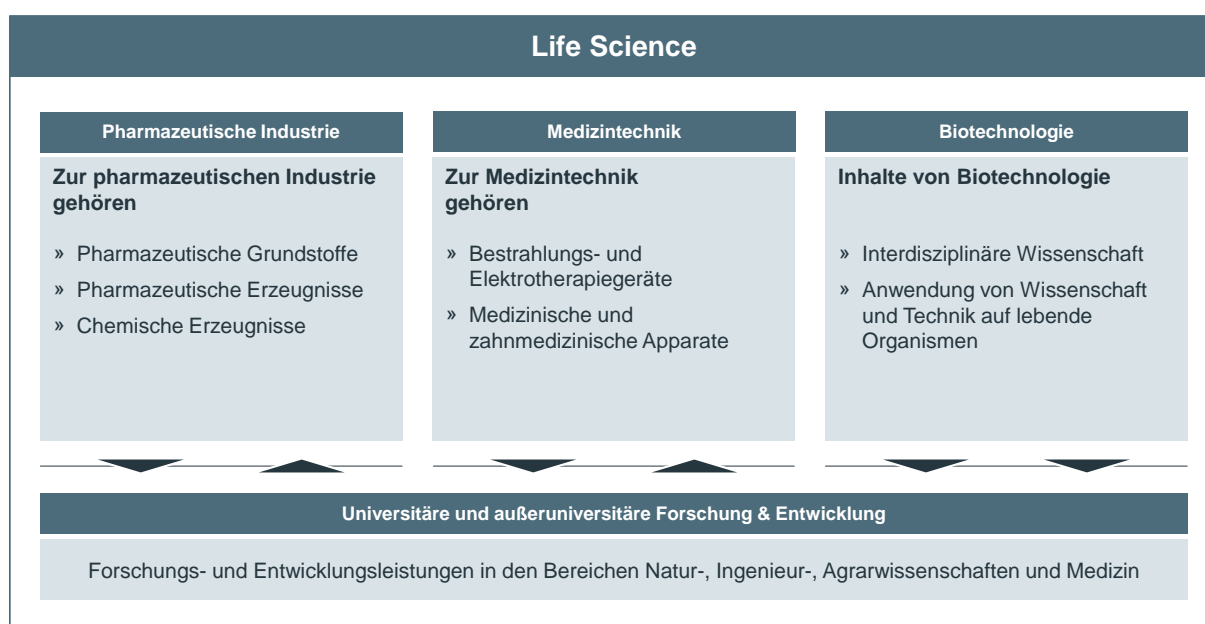 Life Science
Pharmazeutische Industrie
Zur pharmazeutischen Industrie
gehören
» Pharmazeutische Grundstoffe
» Pharmazeutische Erzeugnisse
» Chemische Erzeugnisse
Medizintechnik
Zur Medizintechnik
gehören
» Bestrahlungs- und
Elektrotherapiegeräte
» Medizinische und
zahnmedizinische Apparate
Biotechnologie
Inhalte von Biotechnologie
» Interdisziplinäre Wissenschaft
» Anwendung von Wissenschaft
und Technik auf lebende
Organismen
Universitäre und außeruniversitäre Forschung & Entwicklung
Forschungs- und Entwicklungsleistungen in den Bereichen Natur-, Ingenieur-, Agrarwissenschaften und Medizin